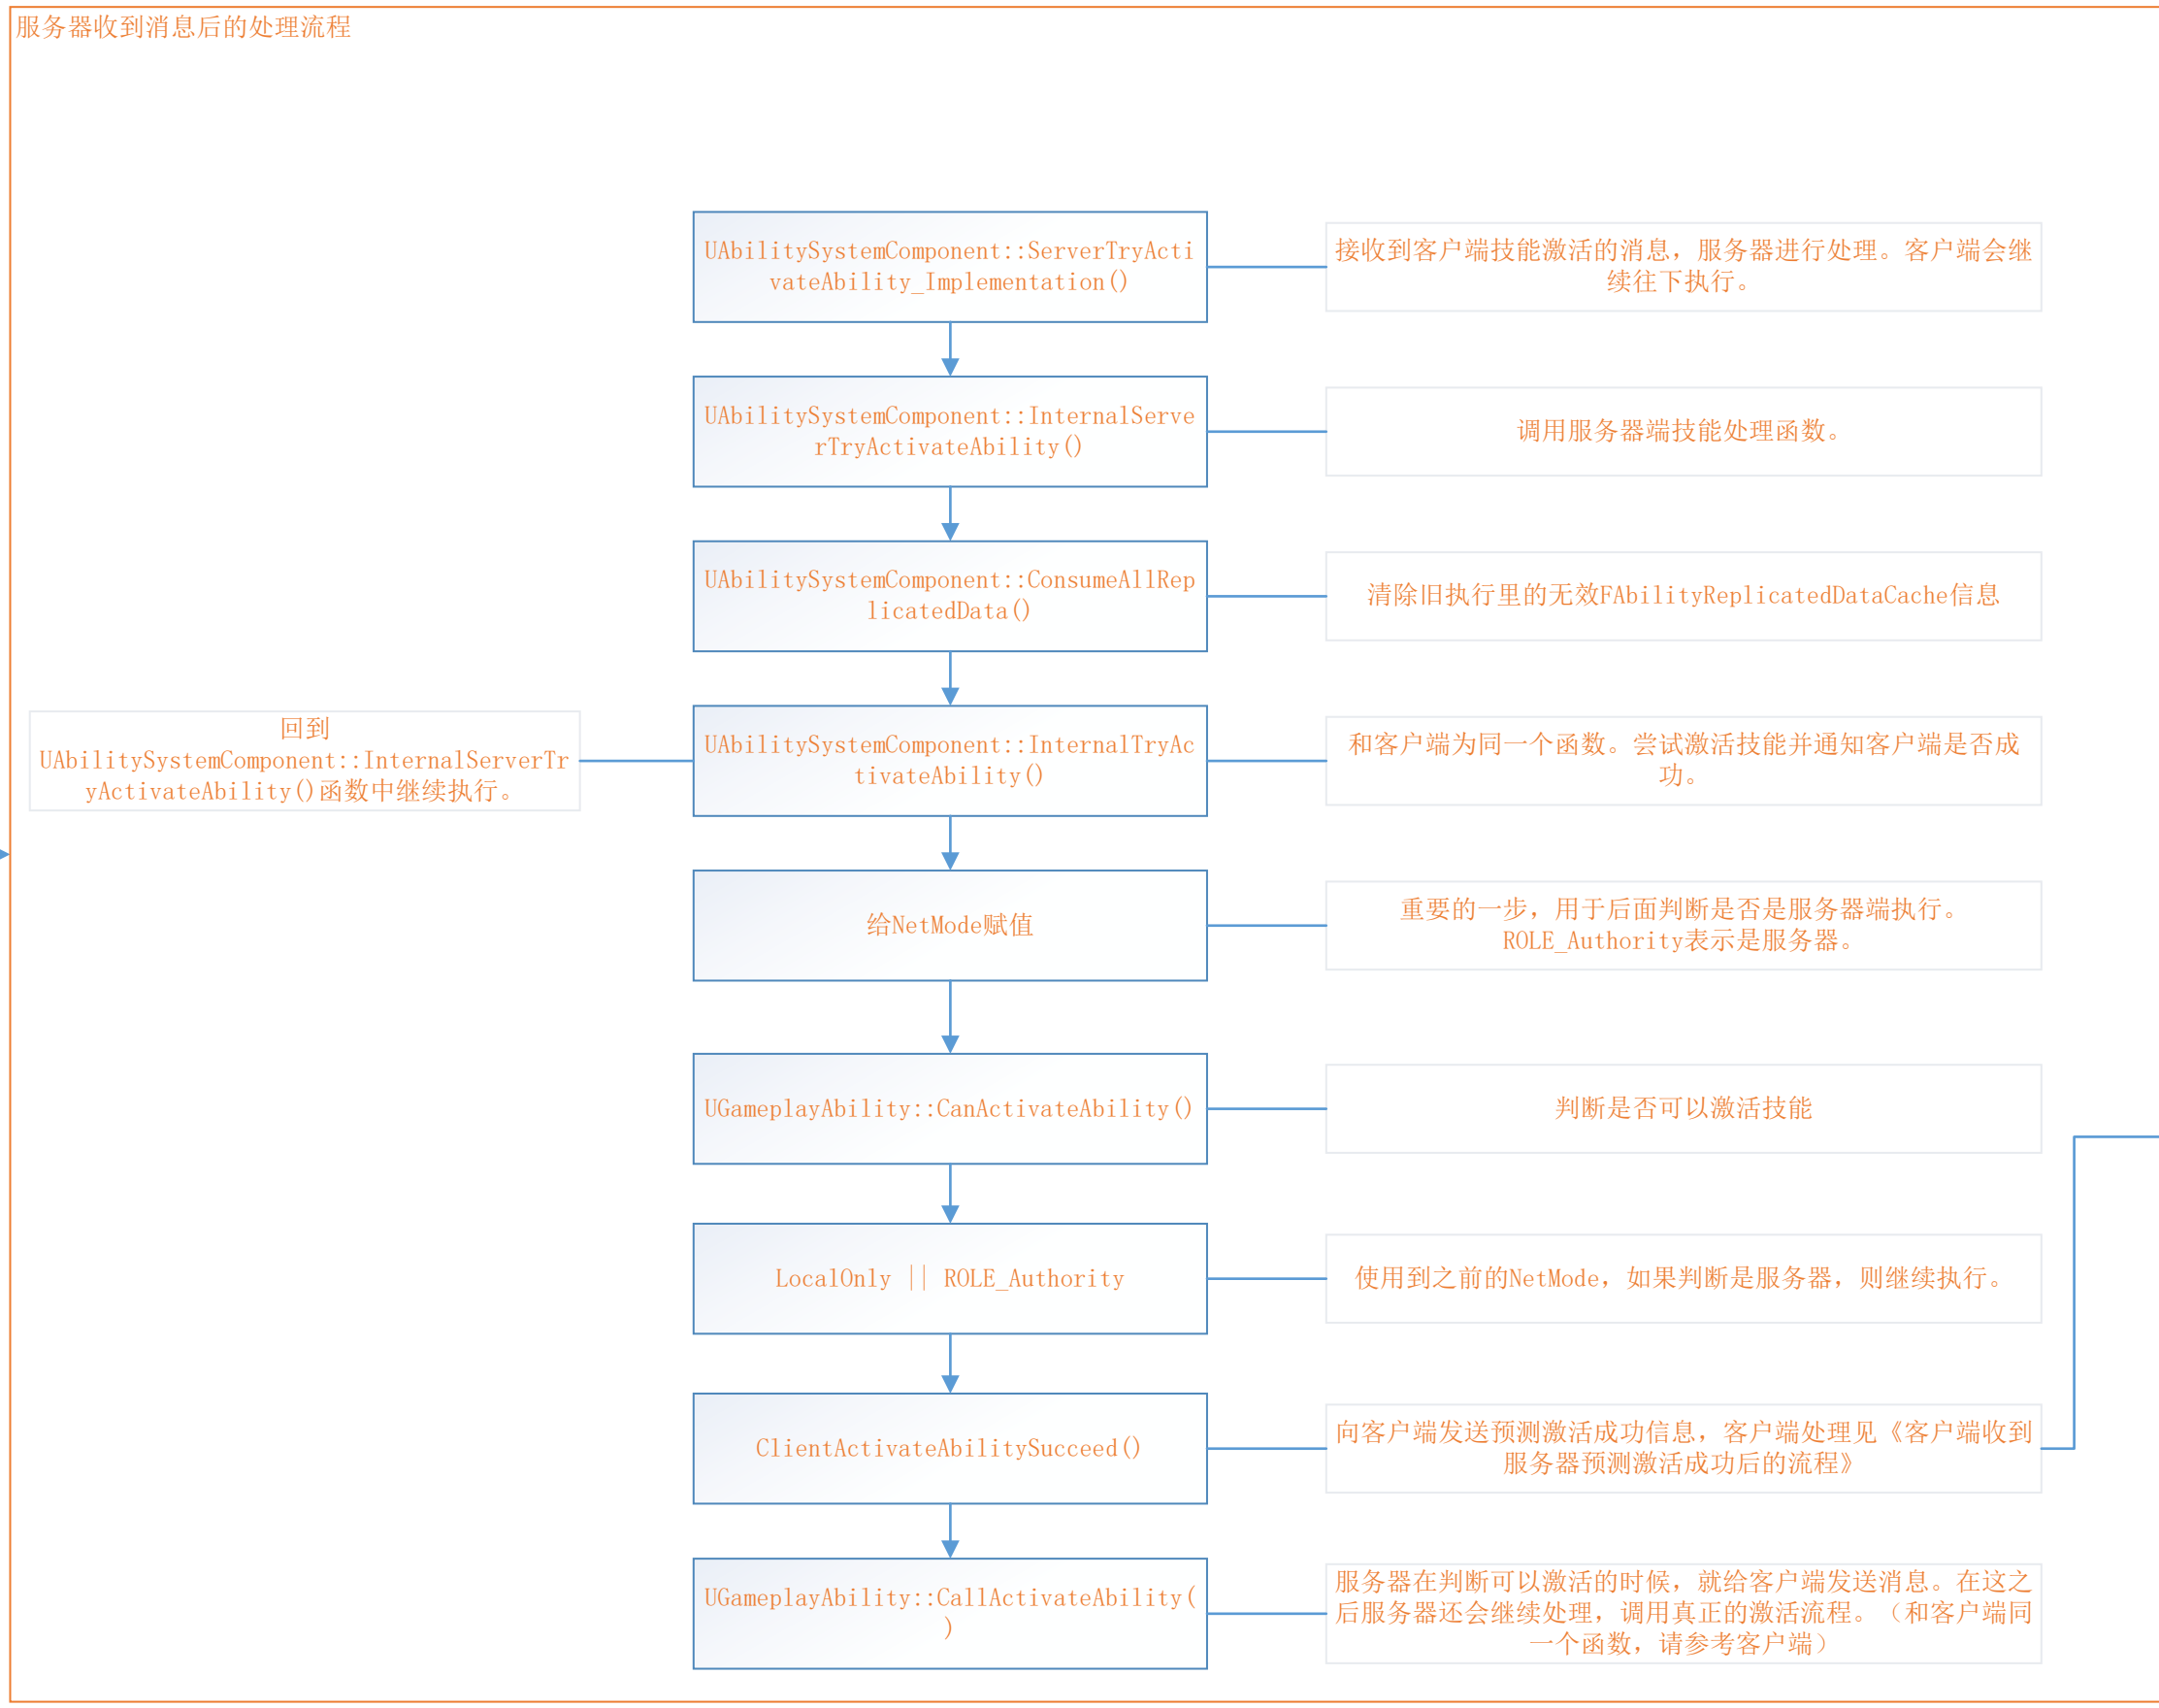 服务器收到消息后的处理流程
UAbilitySystemComponent::ServerTryActi
vateAbility_Implementation()
接收到客户端技能激活的消息，服务器进行处理。客户端会继
续往下执行。
UAbilitySystemComponent::InternalServe
rTryActivateAbility()
调用服务器端技能处理函数。
UAbilitySystemComponent::ConsumeAllRep
licatedData()
清除旧执行里的无效FAbilityReplicatedDataCache信息
回到
UAbilitySystemComponent::InternalServerTr
yActivateAbility()函数中继续执行。
UAbilitySystemComponent::InternalTryAc
tivateAbility()
和客户端为同一个函数。尝试激活技能并通知客户端是否成
功。
给NetMode赋值
重要的一步，用于后面判断是否是服务器端执行。
ROLE_Authority表示是服务器。
UGameplayAbility::CanActivateAbility()
判断是否可以激活技能
LocalOnly || ROLE_Authority
使用到之前的NetMode，如果判断是服务器，则继续执行。
ClientActivateAbilitySucceed()
向客户端发送预测激活成功信息，客户端处理见《客户端收到
服务器预测激活成功后的流程》
UGameplayAbility::CallActivateAbility(
)
服务器在判断可以激活的时候，就给客户端发送消息。在这之
后服务器还会继续处理，调用真正的激活流程。（和客户端同
一个函数，请参考客户端）